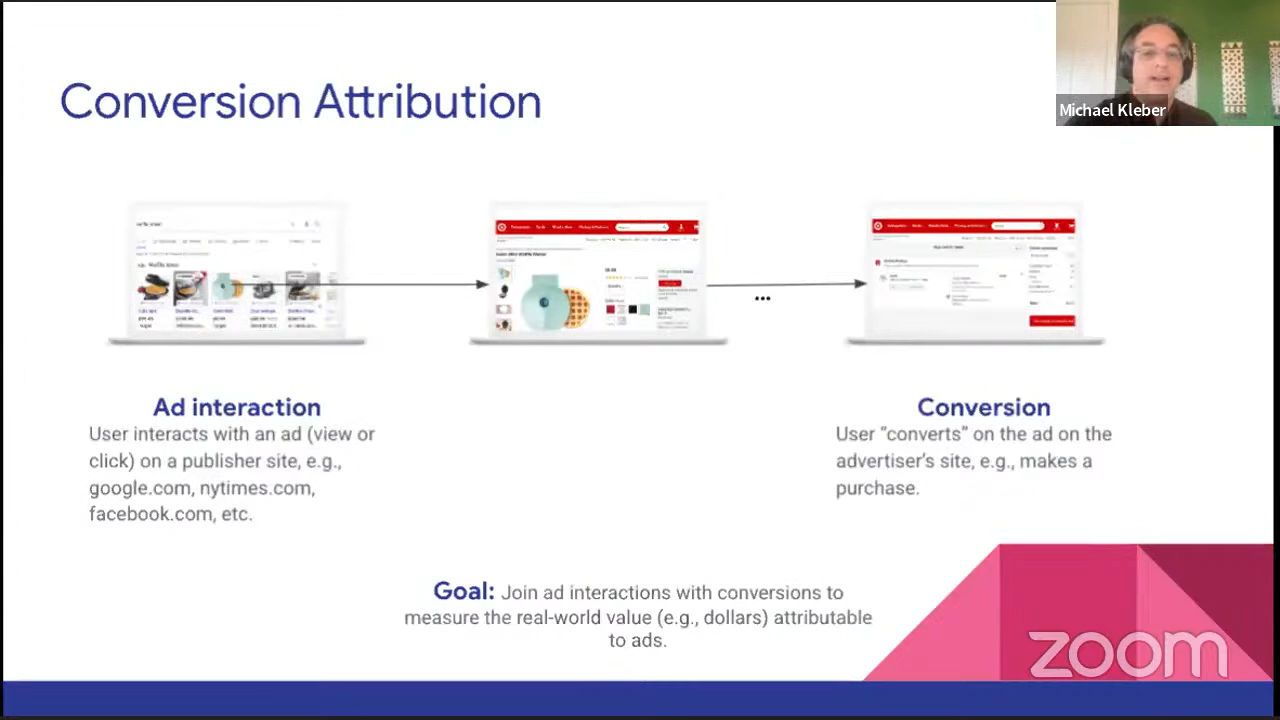 Conversion Attribution
Michael Kleber
Ad interaction
User interacts with an ad (view or
click) on a publisher site, e.g.,
google.com, nytimes.com,
facebook.com, etc.
...
Conversion
User “converts” on the ad on the
advertiser’s site, e.g., makes a
purchase.
Goal: Join ad interactions with conversions to
measure the real-world value (e.g., dollars) attributable
to ads.
zoom